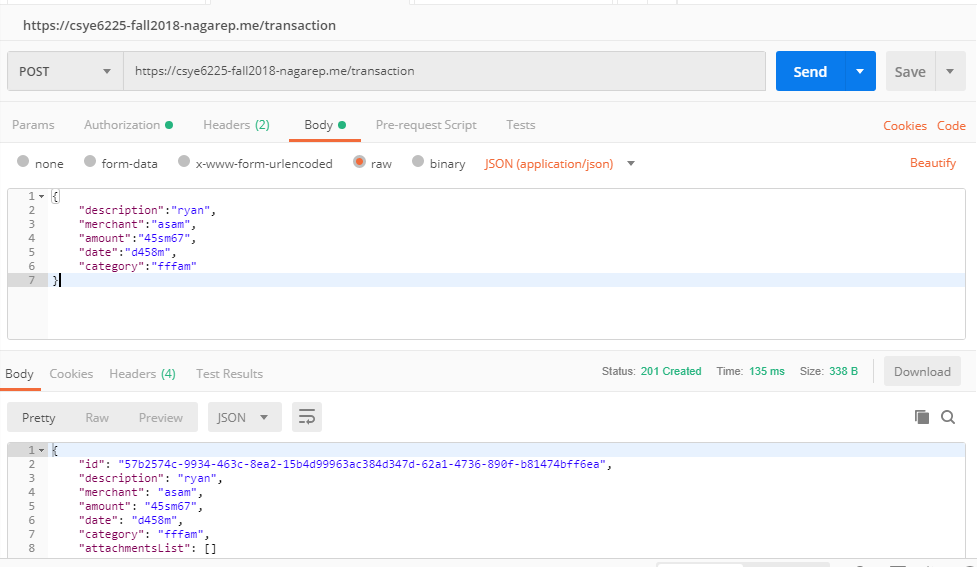 https://csye6225-fall2018-nagarep.me/transaction
POST https://csye6225-fall2018-nagarep.me/transaction Send Save
Params Authorization Headers (2) Body Pre-request Script Tests Cookies Code
none form-data x-www-form-urlencoded raw binary JSON (application/json) Beautify
1 {
2 "description":"ryan",
3 "merchant":"asam",
4 "amount":"45sm67",
5 "date":"d458m",
6 "category":"fffam"
7 }
Body Cookies Headers (4) Test Results Status: 201 Created Time: 135 ms Size: 338 B Download
Pretty Raw Preview JSON
1 {
2 "id": "57b2574c-9934-463c-8ea2-15b4d99963ac384d347d-62a1-4736-890f-b81474bff6ea",
3 "description": "ryan",
4 "merchant": "asam",
5 "amount": "45sm67",
6 "date": "d458m",
7 "category": "fffam",
8 "attachmentsList": []